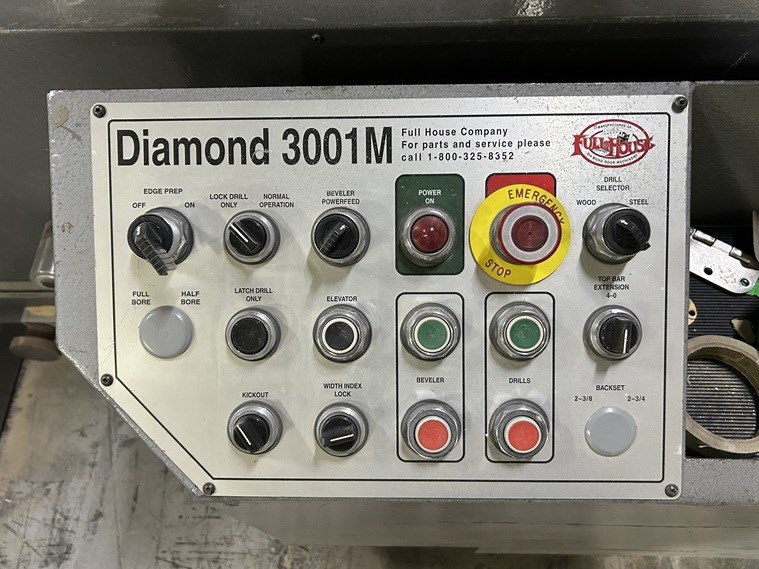 Diamond 3001M
Full House Company
For parts and service please
call 1-800-325-8352
FULL HOUSE
EDGE PREP
OFF ON
LOCK DRILL
ONLY
NORMAL
OPERATION
BEVELER
POWERFEED
POWER
ON
EMERGENCY
STOP
DRILL
SELECTOR
WOOD STEEL
FULL
BORE
HALF
BORE
LATCH DRILL
ONLY
ELEVATOR
TOP BAR
EXTENSION
4-0
KICKOUT
WIDTH INDEX
LOCK
BEVELER
DRILLS
BACKSET
2-3/8 2-3/4